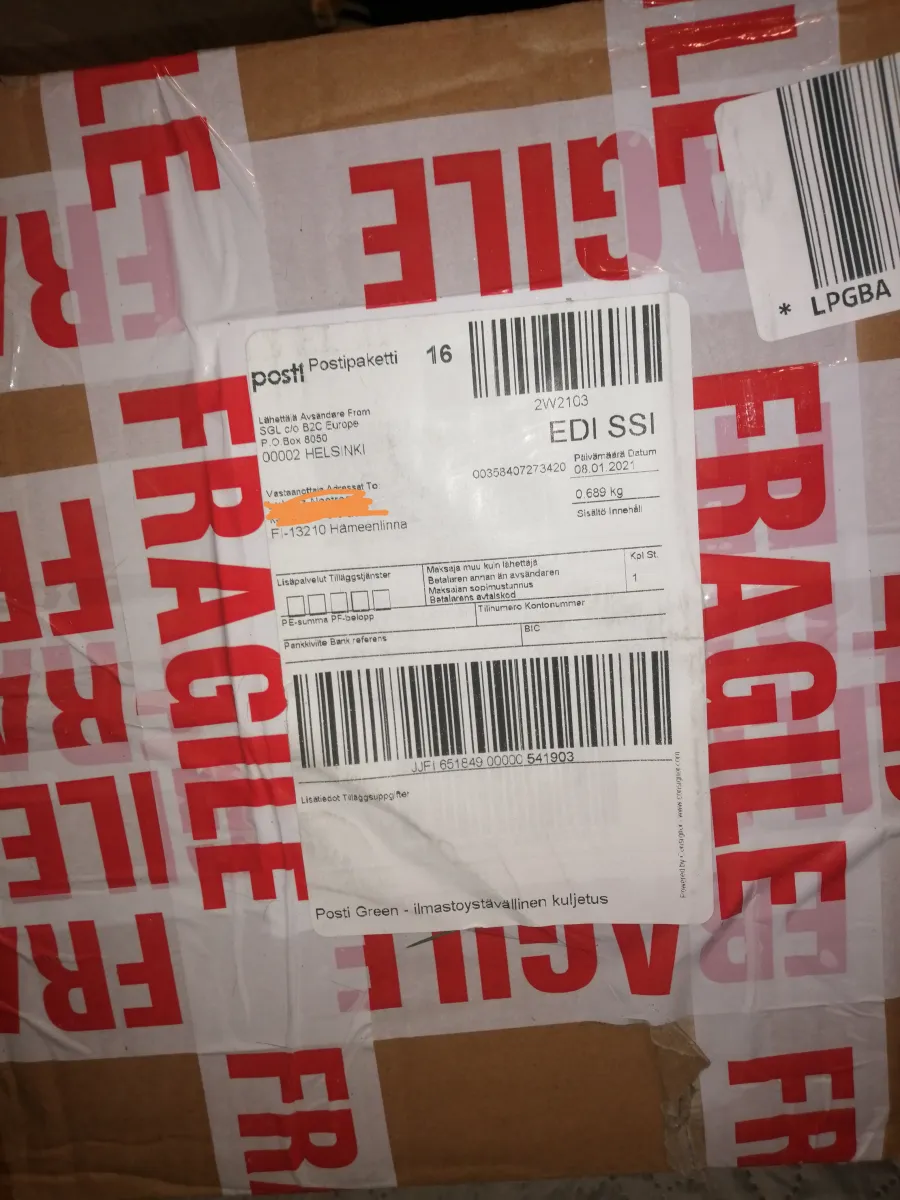 FRAGILE
FRAGILE
FRAGILE
FRAGILE
* LPGBA
posti Postipaketti 16
2W2103
EDI SSI
Lähettäjä Avsändare From
SGL c/o B2C Europe
P.O Box 8050
00002 HELSINKI
Päivämäärä Datum
00358407273420 08.01.2021
0.689 kg
Sisältö Innehåll
Vastaanottaja Adressat To
FI-13210 Hämeenlinna
Lisäpalvelut Tilläggstjänster
Maksaja muu kuin lähettäjä
Betalaren annan än avsändaren
Maksajan sopimustunnus
Betalarens avtalskod
Kpl St.
1
PE-summa PF-belopp
Tilinumero Kontonummer
Pankkiviite Bank referens
BIC
JJFI 651849 00000 541903
Lisätiedot Tilläggsuppgifter
Posti Green - ilmastoystävällinen kuljetus